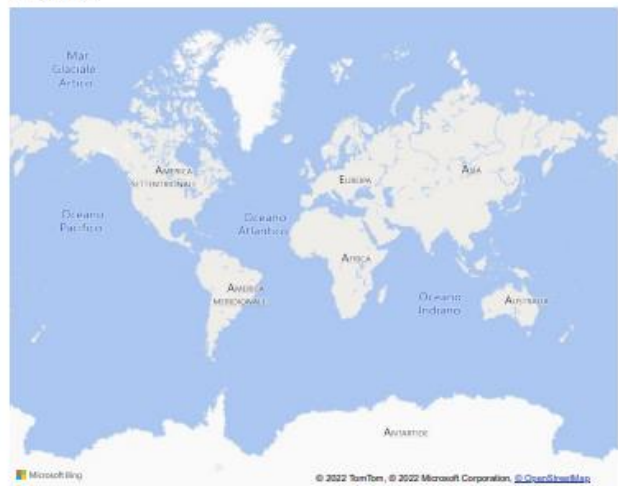 Mar
Glaciale
Artico
AMERICA
SETTENTRIONALE
EUROPA
ASIA
Oceano
Pacifico
Oceano
Atlantico
AFRICA
AMERICA
MERIDIONALE
Oceano
Indiano
AUSTRALIA
ANTARTIDE
Microsoft Bing
© 2022 TomTom, © 2022 Microsoft Corporation, © OpenStreetMap